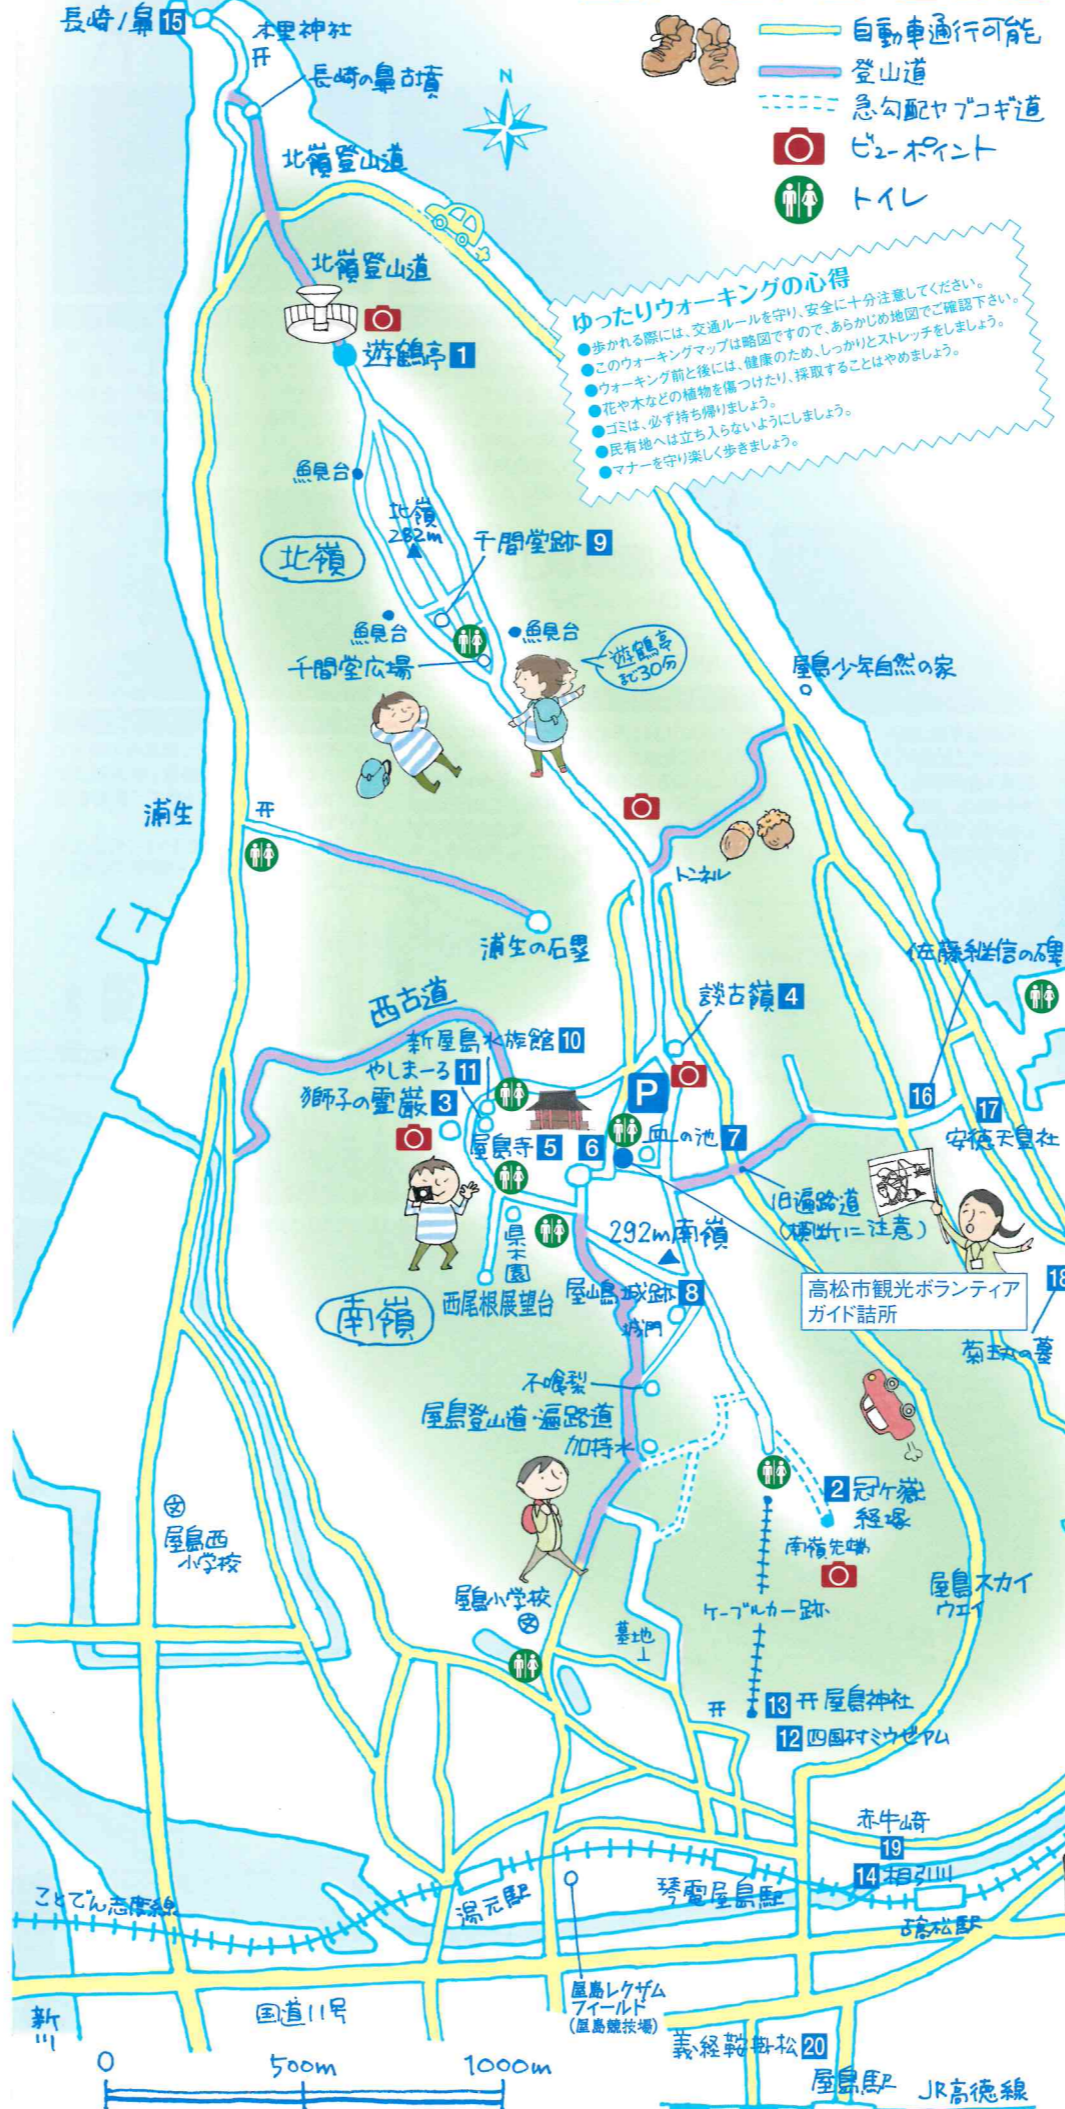 長崎ノ鼻 15
木里神社
長崎の鼻古墳
北嶺登山道
N
自動車通行可能
登山道
急勾配ヤブコギ道
ビューポイント
トイレ
ゆったりウォーキングの心得
●歩かれる際には、交通ルールを守り、安全に十分注意してください。
●このウォーキングマップは略図ですので、あらかじめ地図でご確認下さい。
●ウォーキング前と後には、健康のため、しっかりとストレッチをしましょう。
●花や木などの植物を傷つけたり、採取することはやめましょう。
●ゴミは、必ず持ち帰りましょう。
●民有地へは立ち入らないようにしましょう。
●マナーを守り楽しく歩きましょう。
北嶺登山道
遊鶴亭 1
魚見台
北嶺
282m
北嶺
千間堂跡 9
魚見台
魚見台
千間堂広場
遊鶴亭
まで30分
屋島少年自然の家
浦生
トンネル
浦生の石塁
佐藤継信の碑
西古道
談古嶺 4
新屋島水族館 10
やしまーる 11
獅子の霊巌 3
P
屋島寺 5
6
血の池 7
16
17
安徳天皇社
旧遍路道
(横断に注意)
県木園
292m南嶺
高松市観光ボランティア
ガイド詰所
18
南嶺
西尾根展望台
屋島城跡 8
城門
菊王丸の墓
不喰梨
屋島登山道・遍路道
加持水
2 冠ケ嶽
経塚
南嶺先端
文
屋島西
小学校
屋島小学校
文
ケーブルカー跡
屋島スカイ
ウエイ
墓地
13 屋島神社
12 四国村ミウゼアム
赤牛崎
19
14 相引川
ことでん志度線
潟元駅
琴電屋島駅
古高松駅
新川
国道11号
屋島レクザム
フィールド
(屋島競技場)
義経鞍掛松 20
屋島駅
JR高徳線
0 500m 1000m